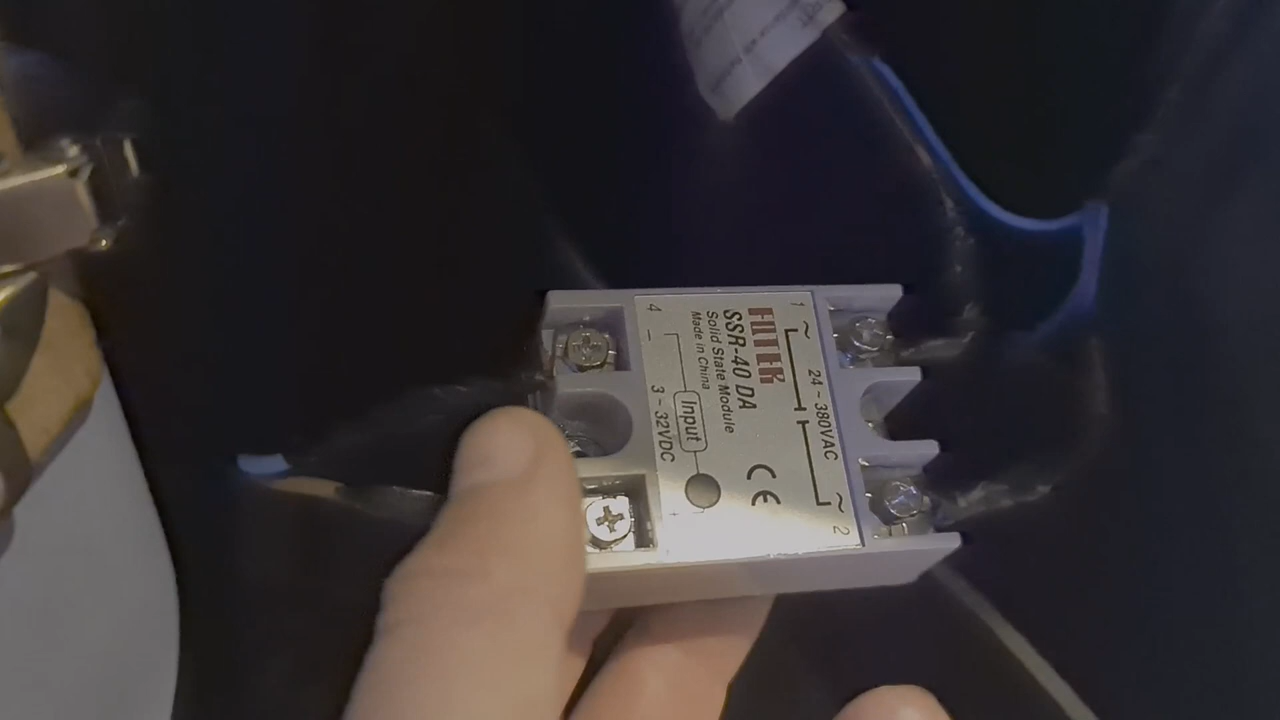 FOTEK
SSR-40 DA
Solid State Module
Made in China
1 ~
24 ~ 380VAC
~ 2
CE
4 -
Input
3 ~ 32VDC
+